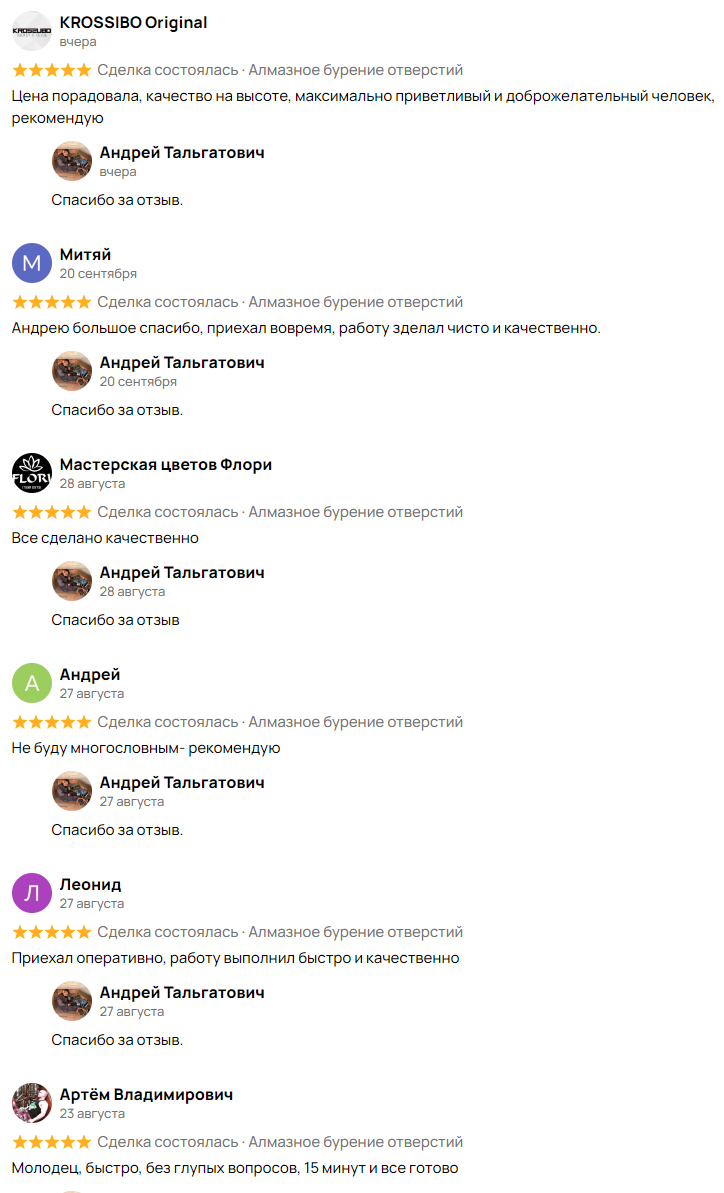 KROSSIBO Original
вчера
Сделка состоялась · Алмазное бурение отверстий
Цена порадовала, качество на высоте, максимально приветливый и доброжелательный человек,
рекомендую
Андрей Тальгатович
вчера
Спасибо за отзыв.
М
Митяй
20 сентября
Сделка состоялась · Алмазное бурение отверстий
Андрею большое спасибо, приехал вовремя, работу зделал чисто и качественно.
Андрей Тальгатович
20 сентября
Спасибо за отзыв.
FLORI
Мастерская цветов Флори
28 августа
Сделка состоялась · Алмазное бурение отверстий
Все сделано качественно
Андрей Тальгатович
28 августа
Спасибо за отзыв
А
Андрей
27 августа
Сделка состоялась · Алмазное бурение отверстий
Не буду многословным- рекомендую
Андрей Тальгатович
27 августа
Спасибо за отзыв.
Л
Леонид
27 августа
Сделка состоялась · Алмазное бурение отверстий
Приехал оперативно, работу выполнил быстро и качественно
Андрей Тальгатович
27 августа
Спасибо за отзыв.
Артём Владимирович
23 августа
Сделка состоялась · Алмазное бурение отверстий
Молодец, быстро, без глупых вопросов, 15 минут и все готово